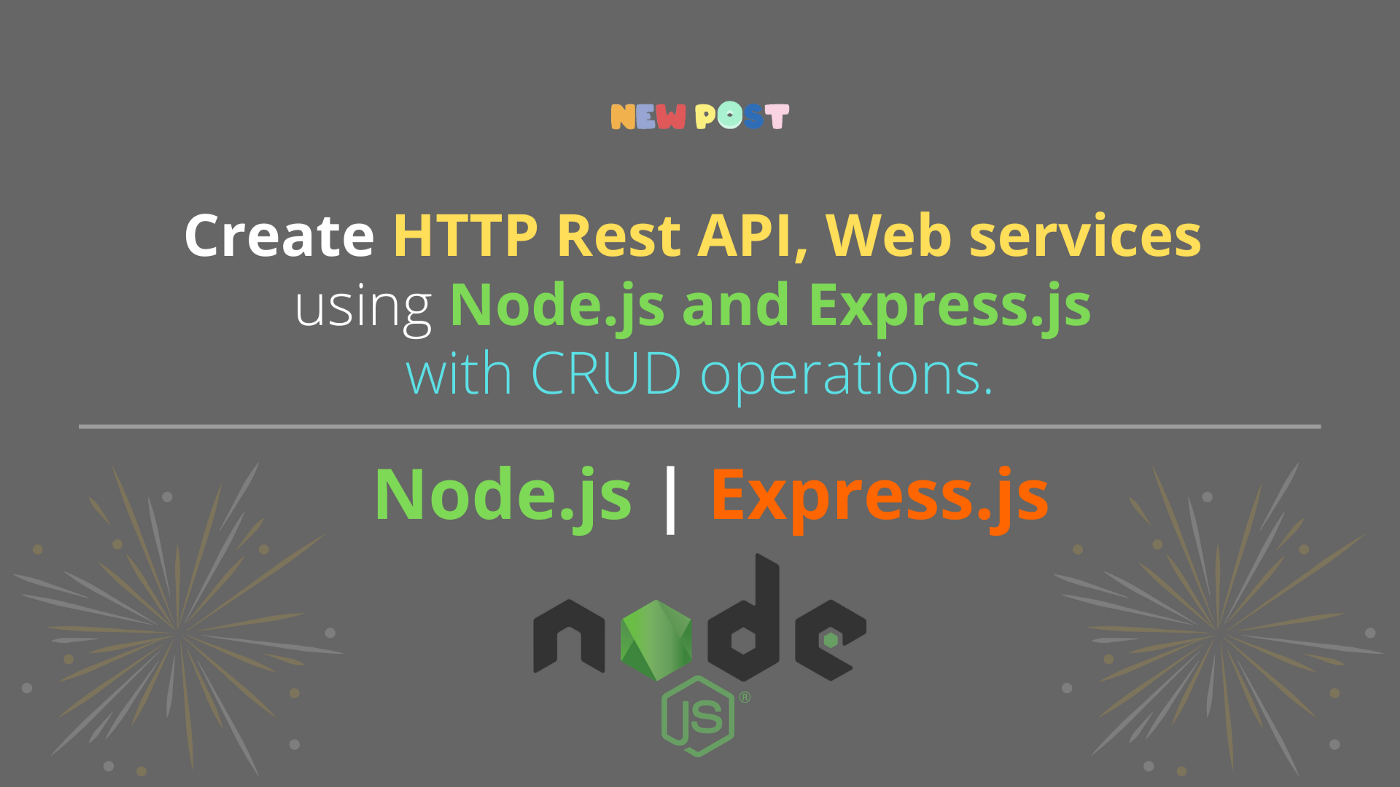 NEW POST
Create HTTP Rest API, Web services
using Node.js and Express.js
with CRUD operations.
Node.js | Express.js
node
JS ®